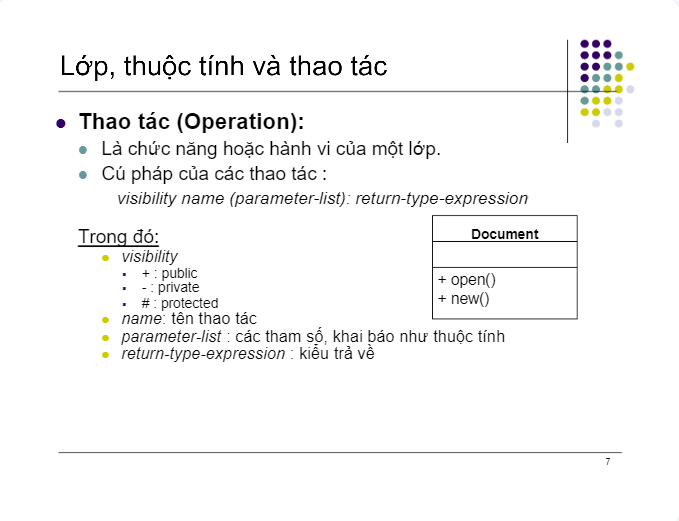 Lớp, thuộc tính và thao tác
Thao tác (Operation):
Là chức năng hoặc hành vi của một lớp.
Cú pháp của các thao tác :
visibility name (parameter-list): return-type-expression
Trong đó:
visibility
+ : public
- : private
# : protected
name: tên thao tác
parameter-list : các tham số, khai báo như thuộc tính
return-type-expression : kiểu trả về
Document
+ open()
+ new()
7